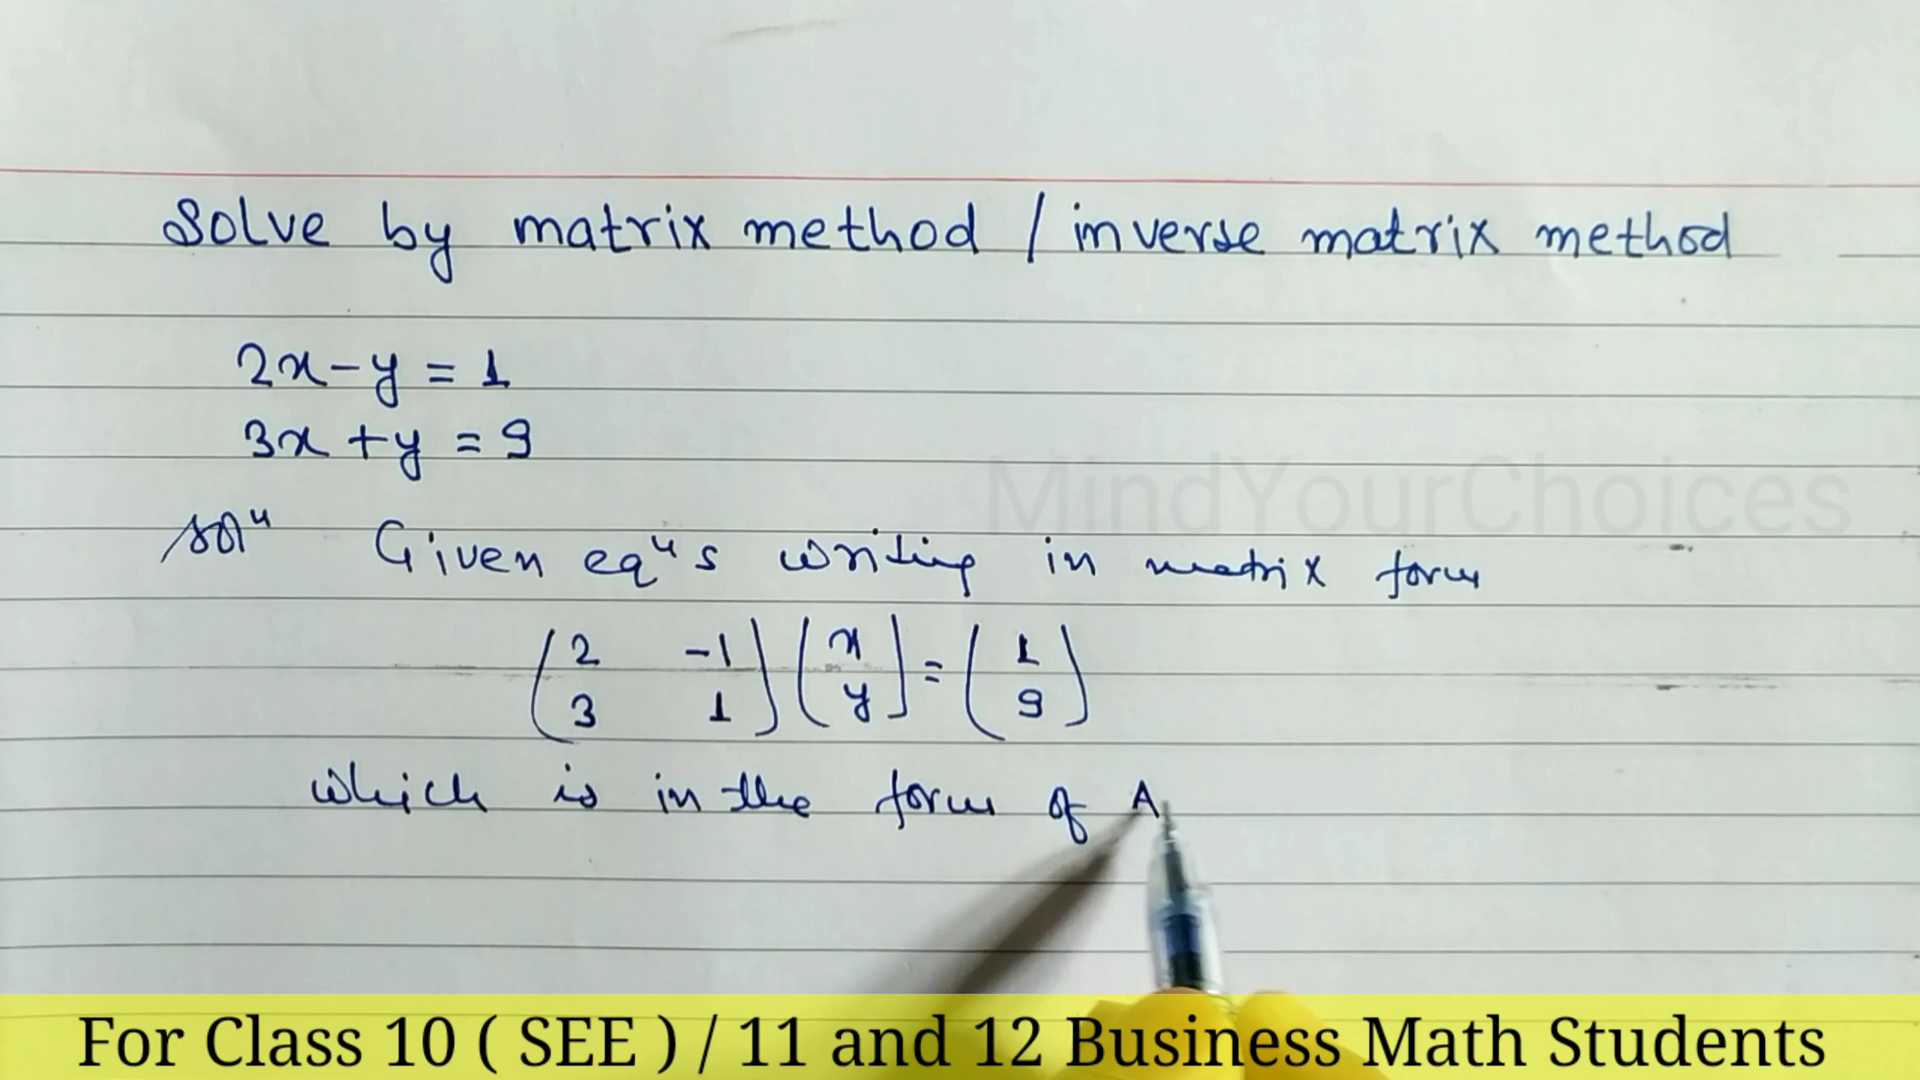 Solve by matrix method / inverse matrix method
2x - y = 1
3x + y = 9
MindYourChoices
solⁿ Given eqⁿs writing in matrix form
(2 -1) (x) = (1)
(3 1) (y) (9)
which is in the form of A
For Class 10 ( SEE ) / 11 and 12 Business Math Students